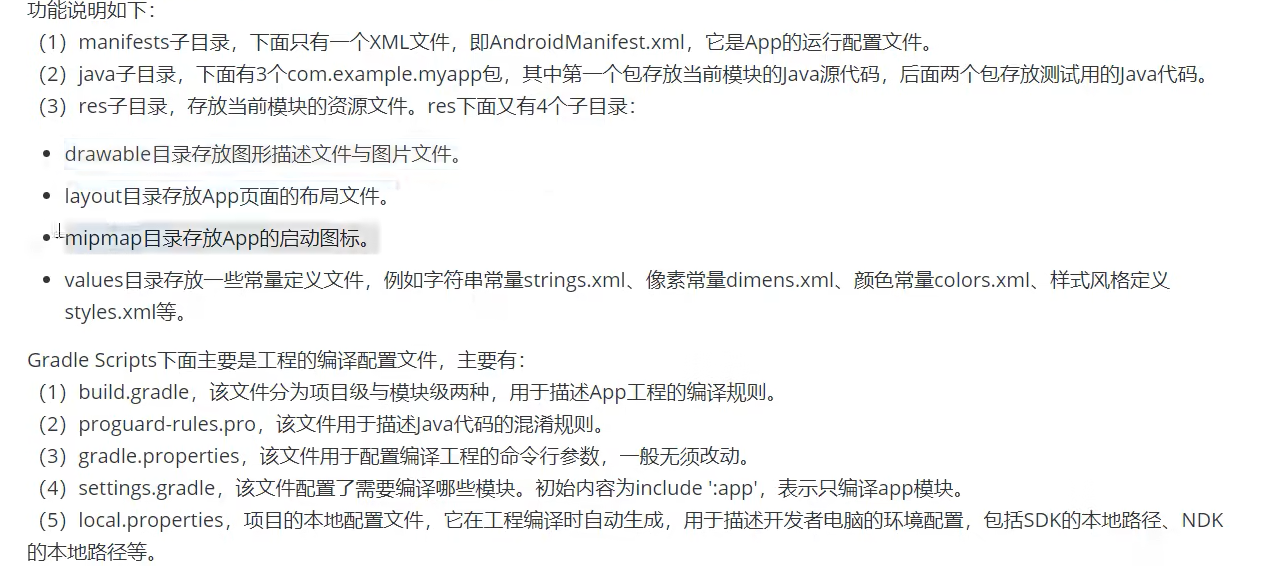 功能说明如下：
（1）manifests子目录，下面只有一个XML文件，即AndroidManifest.xml，它是App的运行配置文件。
（2）java子目录，下面有3个com.example.myapp包，其中第一个包存放当前模块的Java源代码，后面两个包存放测试用的Java代码。
（3）res子目录，存放当前模块的资源文件。res下面又有4个子目录：
• drawable目录存放图形描述文件与图片文件。
• layout目录存放App页面的布局文件。
• mipmap目录存放App的启动图标。
• values目录存放一些常量定义文件，例如字符串常量strings.xml、像素常量dimens.xml、颜色常量colors.xml、样式风格定义
styles.xml等。
Gradle Scripts下面主要是工程的编译配置文件，主要有：
（1）build.gradle，该文件分为项目级与模块级两种，用于描述App工程的编译规则。
（2）proguard-rules.pro，该文件用于描述Java代码的混淆规则。
（3）gradle.properties，该文件用于配置编译工程的命令行参数，一般无须改动。
（4）settings.gradle，该文件配置了需要编译哪些模块。初始内容为include ':app'，表示只编译app模块。
（5）local.properties，项目的本地配置文件，它在工程编译时自动生成，用于描述开发者电脑的环境配置，包括SDK的本地路径、NDK
的本地路径等。